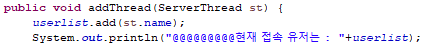 public void addThread(ServerThread st) {
userlist.add(st.name);
System.out.println("@@@@@@@@@현재 접속 유저는 : "+userlist);